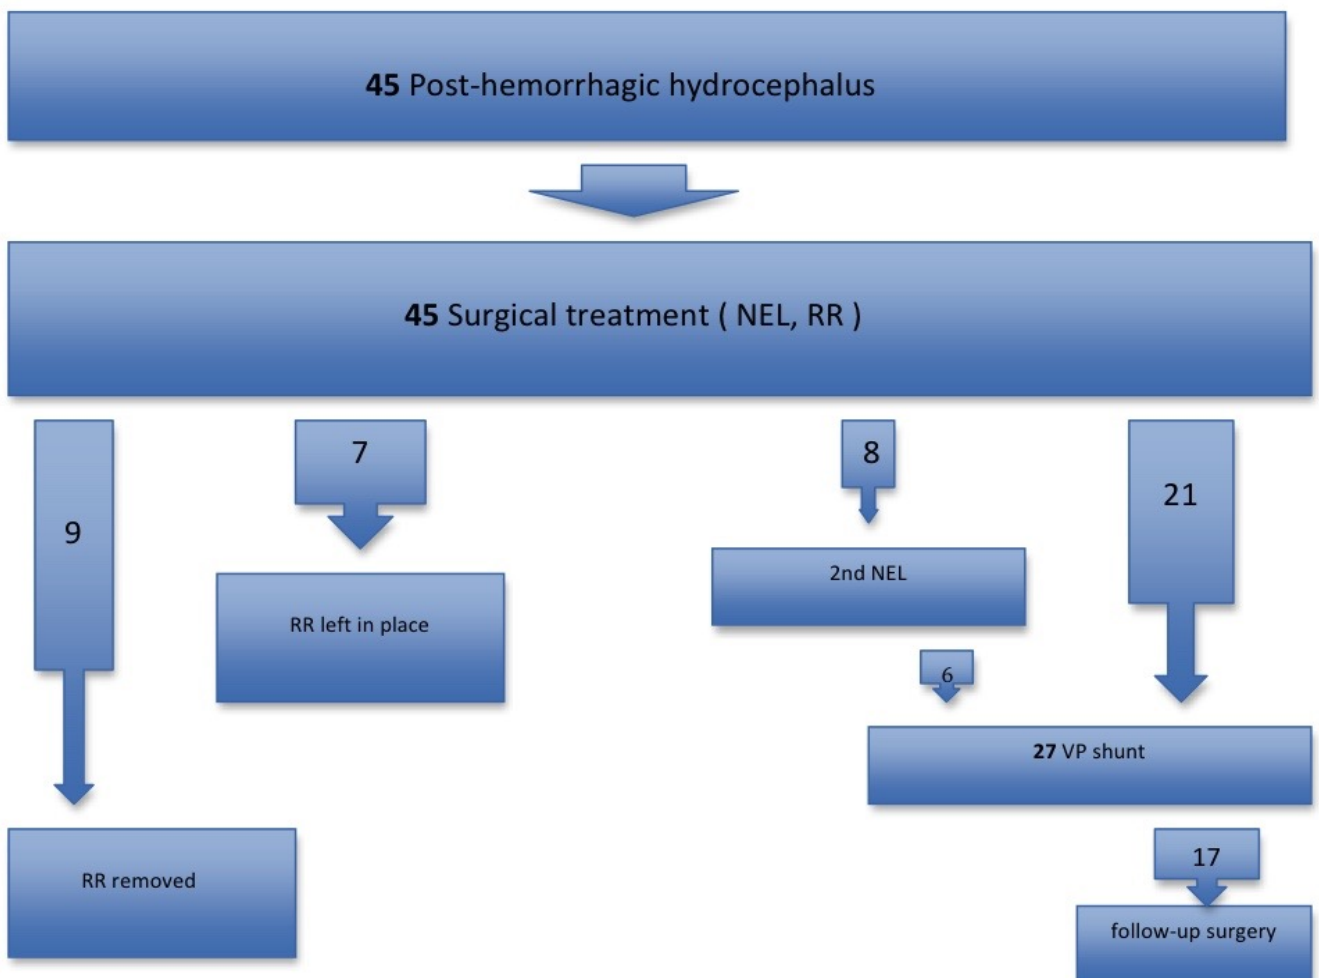 45 Post-hemorrhagic hydrocephalus
45 Surgical treatment ( NEL, RR )
9
7
8
21
RR left in place
2nd NEL
6
27 VP shunt
RR removed
17
follow-up surgery